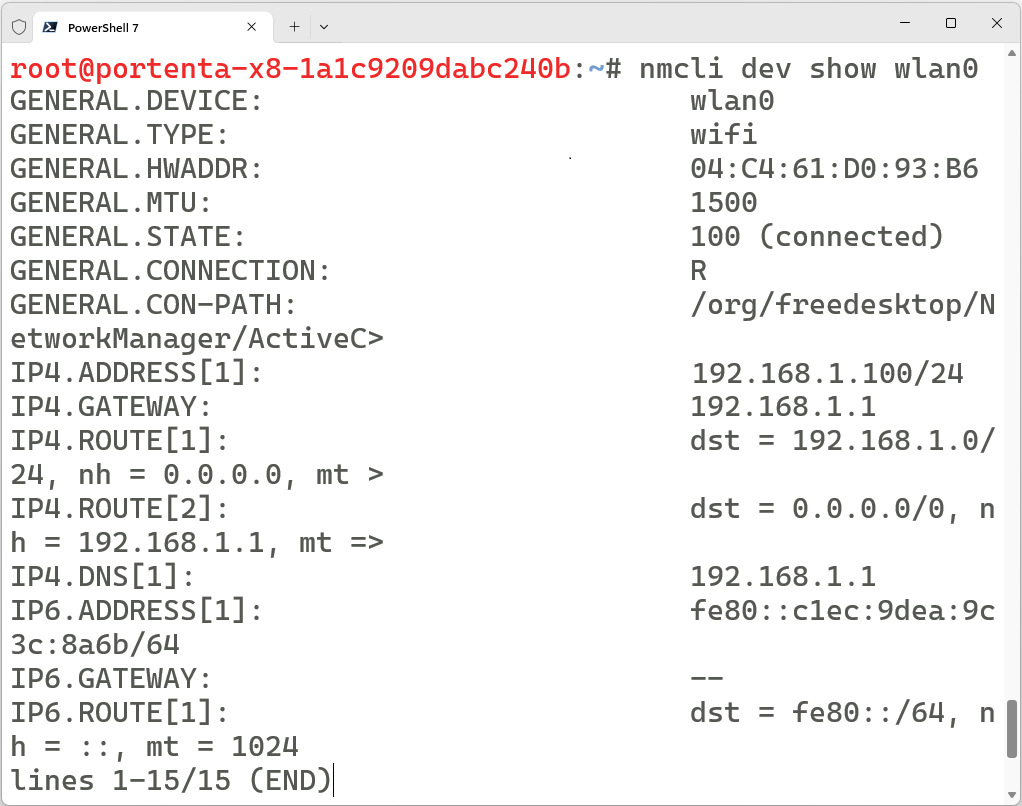 PowerShell 7
root@portenta-x8-1a1c9209dabc240b:~# nmcli dev show wlan0
GENERAL.DEVICE: wlan0
GENERAL.TYPE: wifi
GENERAL.HWADDR: 04:C4:61:D0:93:B6
GENERAL.MTU: 1500
GENERAL.STATE: 100 (connected)
GENERAL.CONNECTION: R
GENERAL.CON-PATH: /org/freedesktop/N
etworkManager/ActiveC>
IP4.ADDRESS[1]: 192.168.1.100/24
IP4.GATEWAY: 192.168.1.1
IP4.ROUTE[1]: dst = 192.168.1.0/
24, nh = 0.0.0.0, mt >
IP4.ROUTE[2]: dst = 0.0.0.0/0, n
h = 192.168.1.1, mt =>
IP4.DNS[1]: 192.168.1.1
IP6.ADDRESS[1]: fe80::c1ec:9dea:9c
3c:8a6b/64
IP6.GATEWAY: --
IP6.ROUTE[1]: dst = fe80::/64, n
h = ::, mt = 1024
lines 1-15/15 (END)